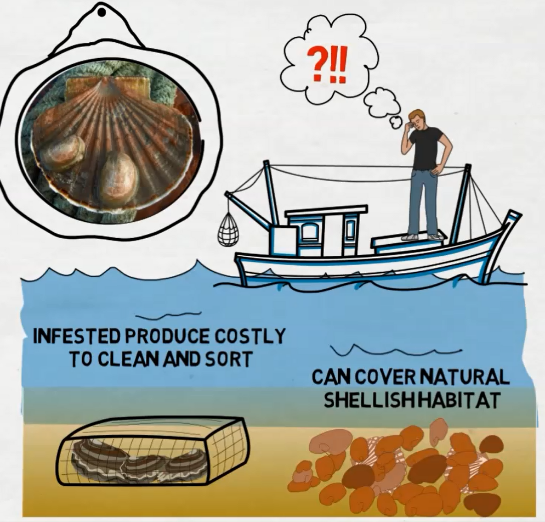 ?!!
INFESTED PRODUCE COSTLY
TO CLEAN AND SORT
CAN COVER NATURAL
SHELLISH HABITAT